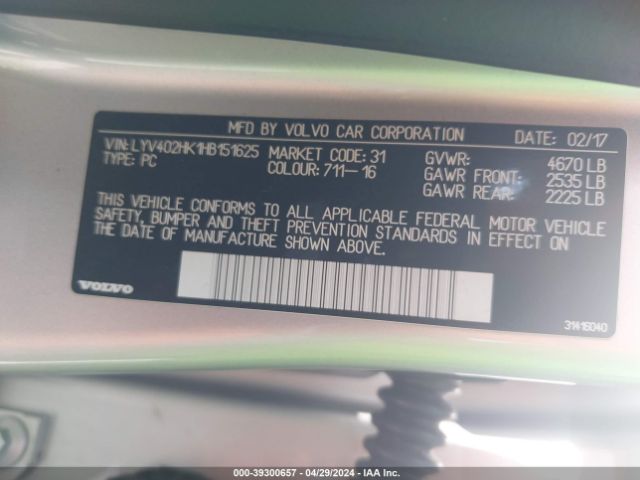 MFD BY VOLVO CAR CORPORATION DATE: 02/17
VIN: LYV402HK1HB151625 MARKET CODE: 31 GVWR: 4670 LB
TYPE: PC COLOUR: 711-16 GAWR FRONT: 2535 LB
GAWR REAR: 2225 LB
THIS VEHICLE CONFORMS TO ALL APPLICABLE FEDERAL MOTOR VEHICLE
SAFETY, BUMPER AND THEFT PREVENTION STANDARDS IN EFFECT ON
THE DATE OF MANUFACTURE SHOWN ABOVE.
VOLVO
31416040
000-39300657 - 04/29/2024 - IAA Inc.